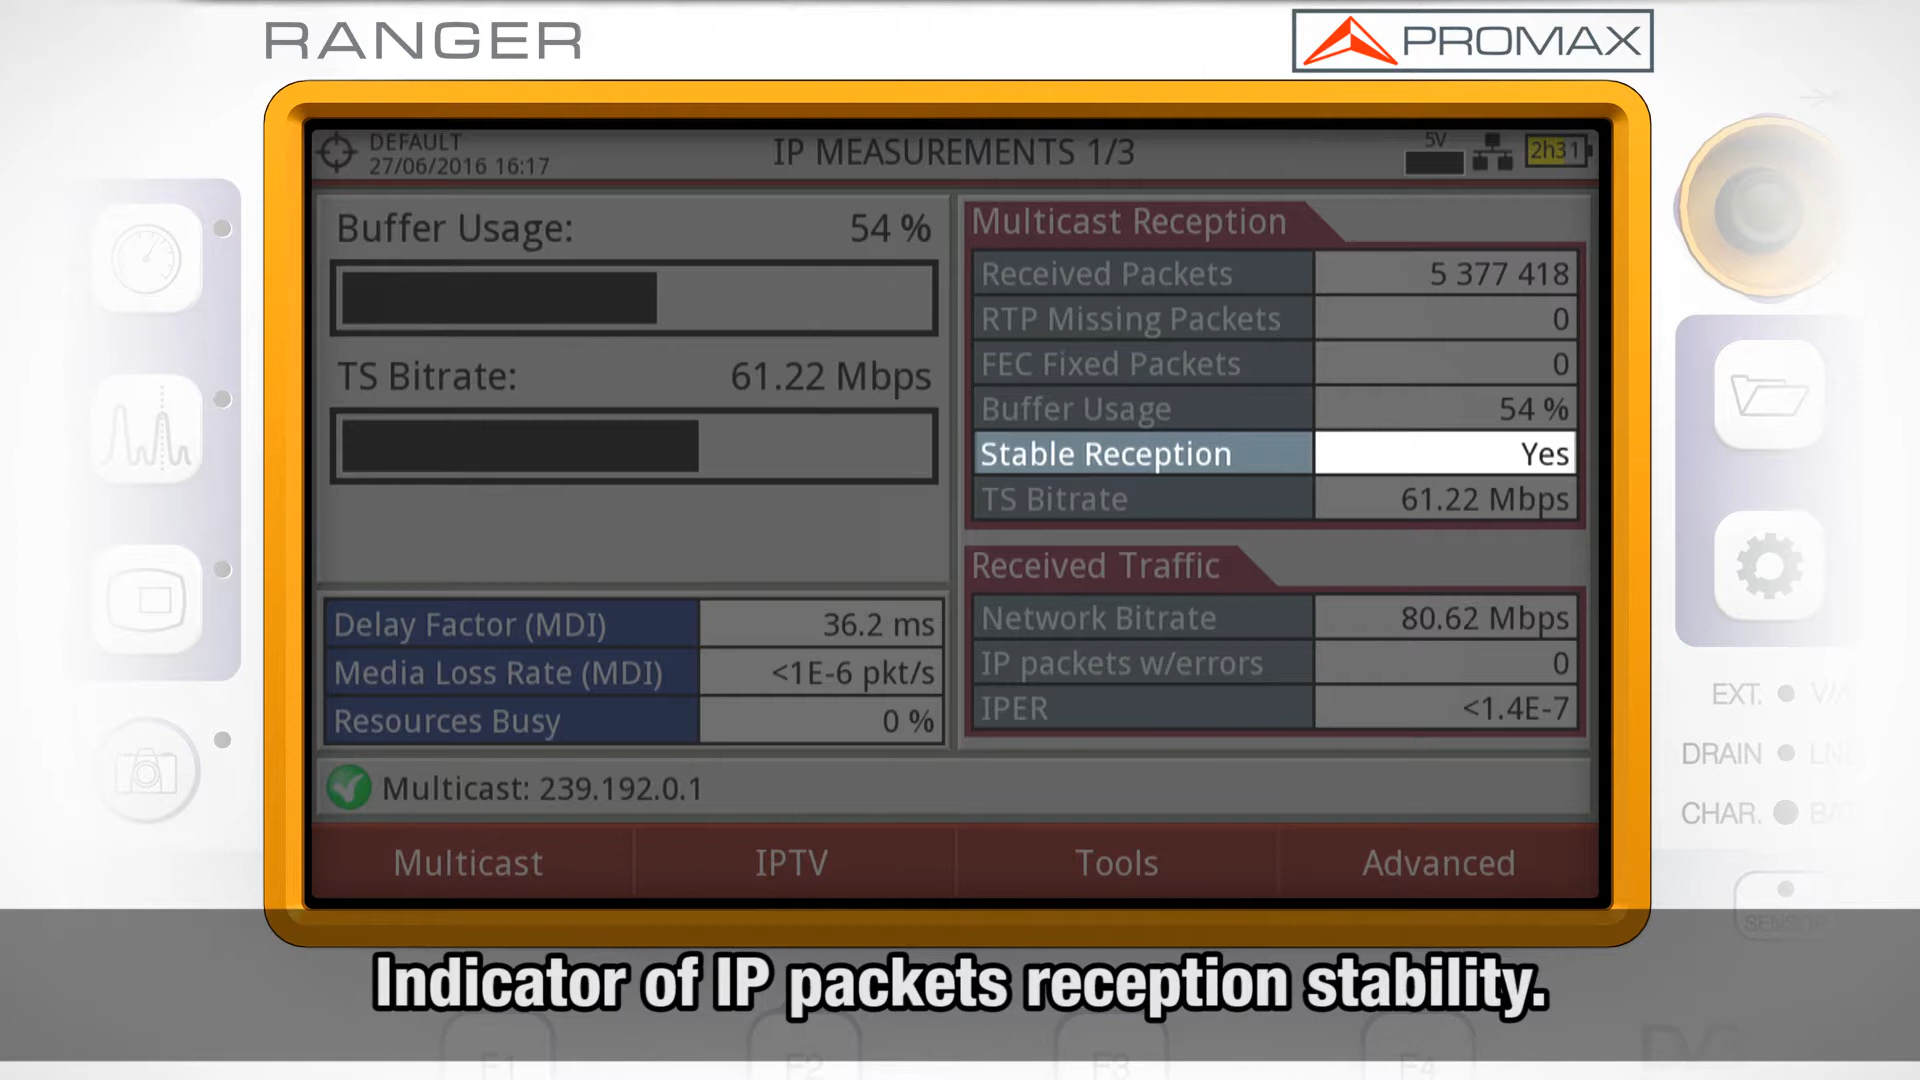 RANGER
PROMAX
DEFAULT
27/06/2016 16:17
IP MEASUREMENTS 1/3
5V
2h31
Buffer Usage: 54 %
TS Bitrate: 61.22 Mbps
Delay Factor (MDI) 36.2 ms
Media Loss Rate (MDI) <1E-6 pkt/s
Resources Busy 0 %
Multicast Reception
Received Packets 5 377 418
RTP Missing Packets 0
FEC Fixed Packets 0
Buffer Usage 54 %
Stable Reception Yes
TS Bitrate 61.22 Mbps
Received Traffic
Network Bitrate 80.62 Mbps
IP packets w/errors 0
IPER <1.4E-7
Multicast: 239.192.0.1
Multicast IPTV Tools Advanced
EXT.
DRAIN
CHAR.
SENSOR
Indicator of IP packets reception stability.
F1 F2 F3 F4